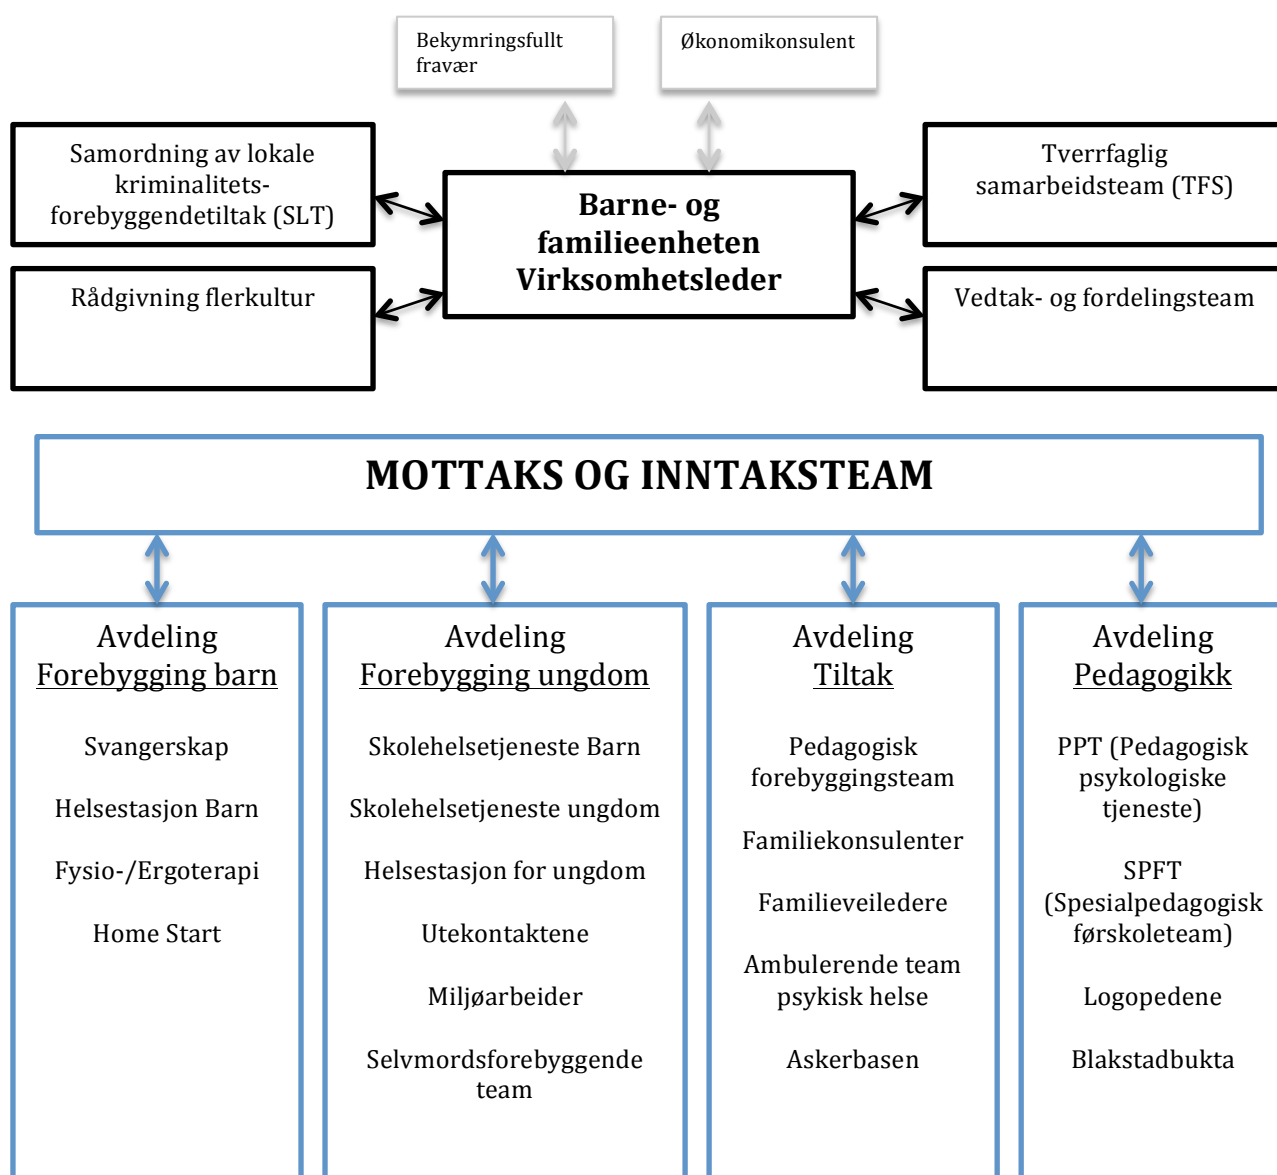 Bekymringsfullt
fravær
Økonomikonsulent
Samordning av lokale
kriminalitets-
forebyggendetiltak (SLT)
Barne- og
familieenheten
Virksomhetsleder
Tverrfaglig
samarbeidsteam (TFS)
Rådgivning flerkultur
Vedtak- og fordelingsteam
MOTTAKS OG INNTAKSTEAM
Avdeling
Forebygging barn
Svangerskap
Helsestasjon Barn
Fysio-/Ergoterapi
Home Start
Avdeling
Forebygging ungdom
Skolehelsetjeneste Barn
Skolehelsetjeneste ungdom
Helsestasjon for ungdom
Utekontaktene
Miljøarbeider
Selvmordsforebyggende
team
Avdeling
Tiltak
Pedagogisk
forebyggingsteam
Familiekonsulenter
Familieveiledere
Ambulerende team
psykisk helse
Askerbasen
Avdeling
Pedagogikk
PPT (Pedagogisk
psykologiske
tjeneste)
SPFT
(Spesialpedagogisk
førskoleteam)
Logopedene
Blakstadbukta